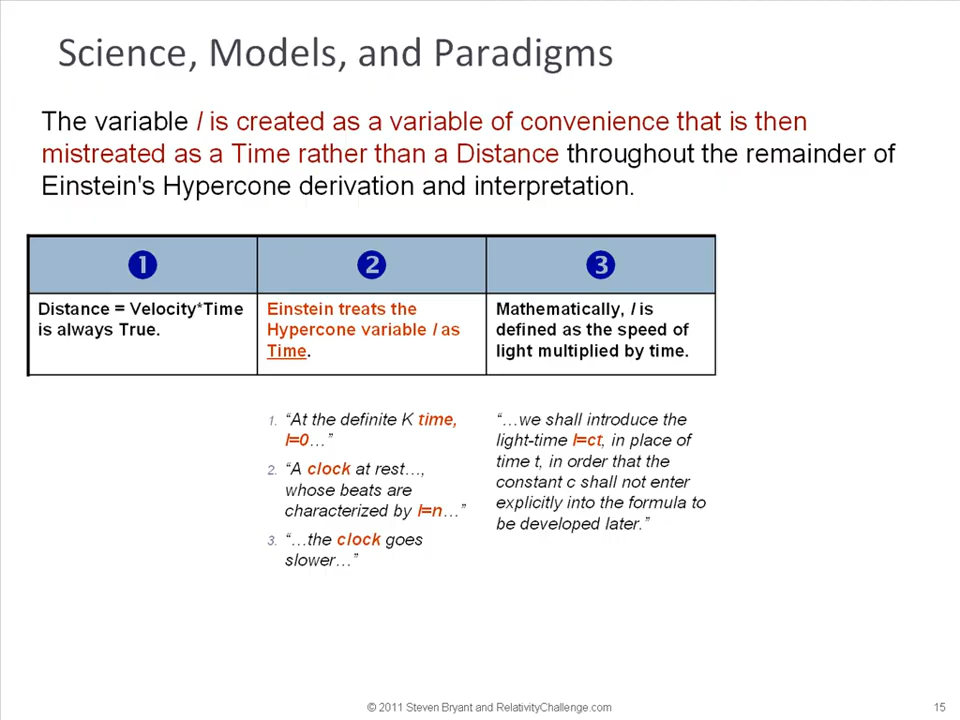 Science, Models, and Paradigms
The variable l is created as a variable of convenience that is then
mistreated as a Time rather than a Distance throughout the remainder of
Einstein's Hypercone derivation and interpretation.
❶
❷
❸
Distance = Velocity*Time
is always True.
Einstein treats the
Hypercone variable l as
Time.
Mathematically, l is
defined as the speed of
light multiplied by time.
1. “At the definite K time,
l=0…”
2. “A clock at rest…,
whose beats are
characterized by l=n…”
3. “…the clock goes
slower…”
“…we shall introduce the
light-time l=ct, in place of
time t, in order that the
constant c shall not enter
explicitly into the formula to
be developed later.”
© 2011 Steven Bryant and RelativityChallenge.com
15